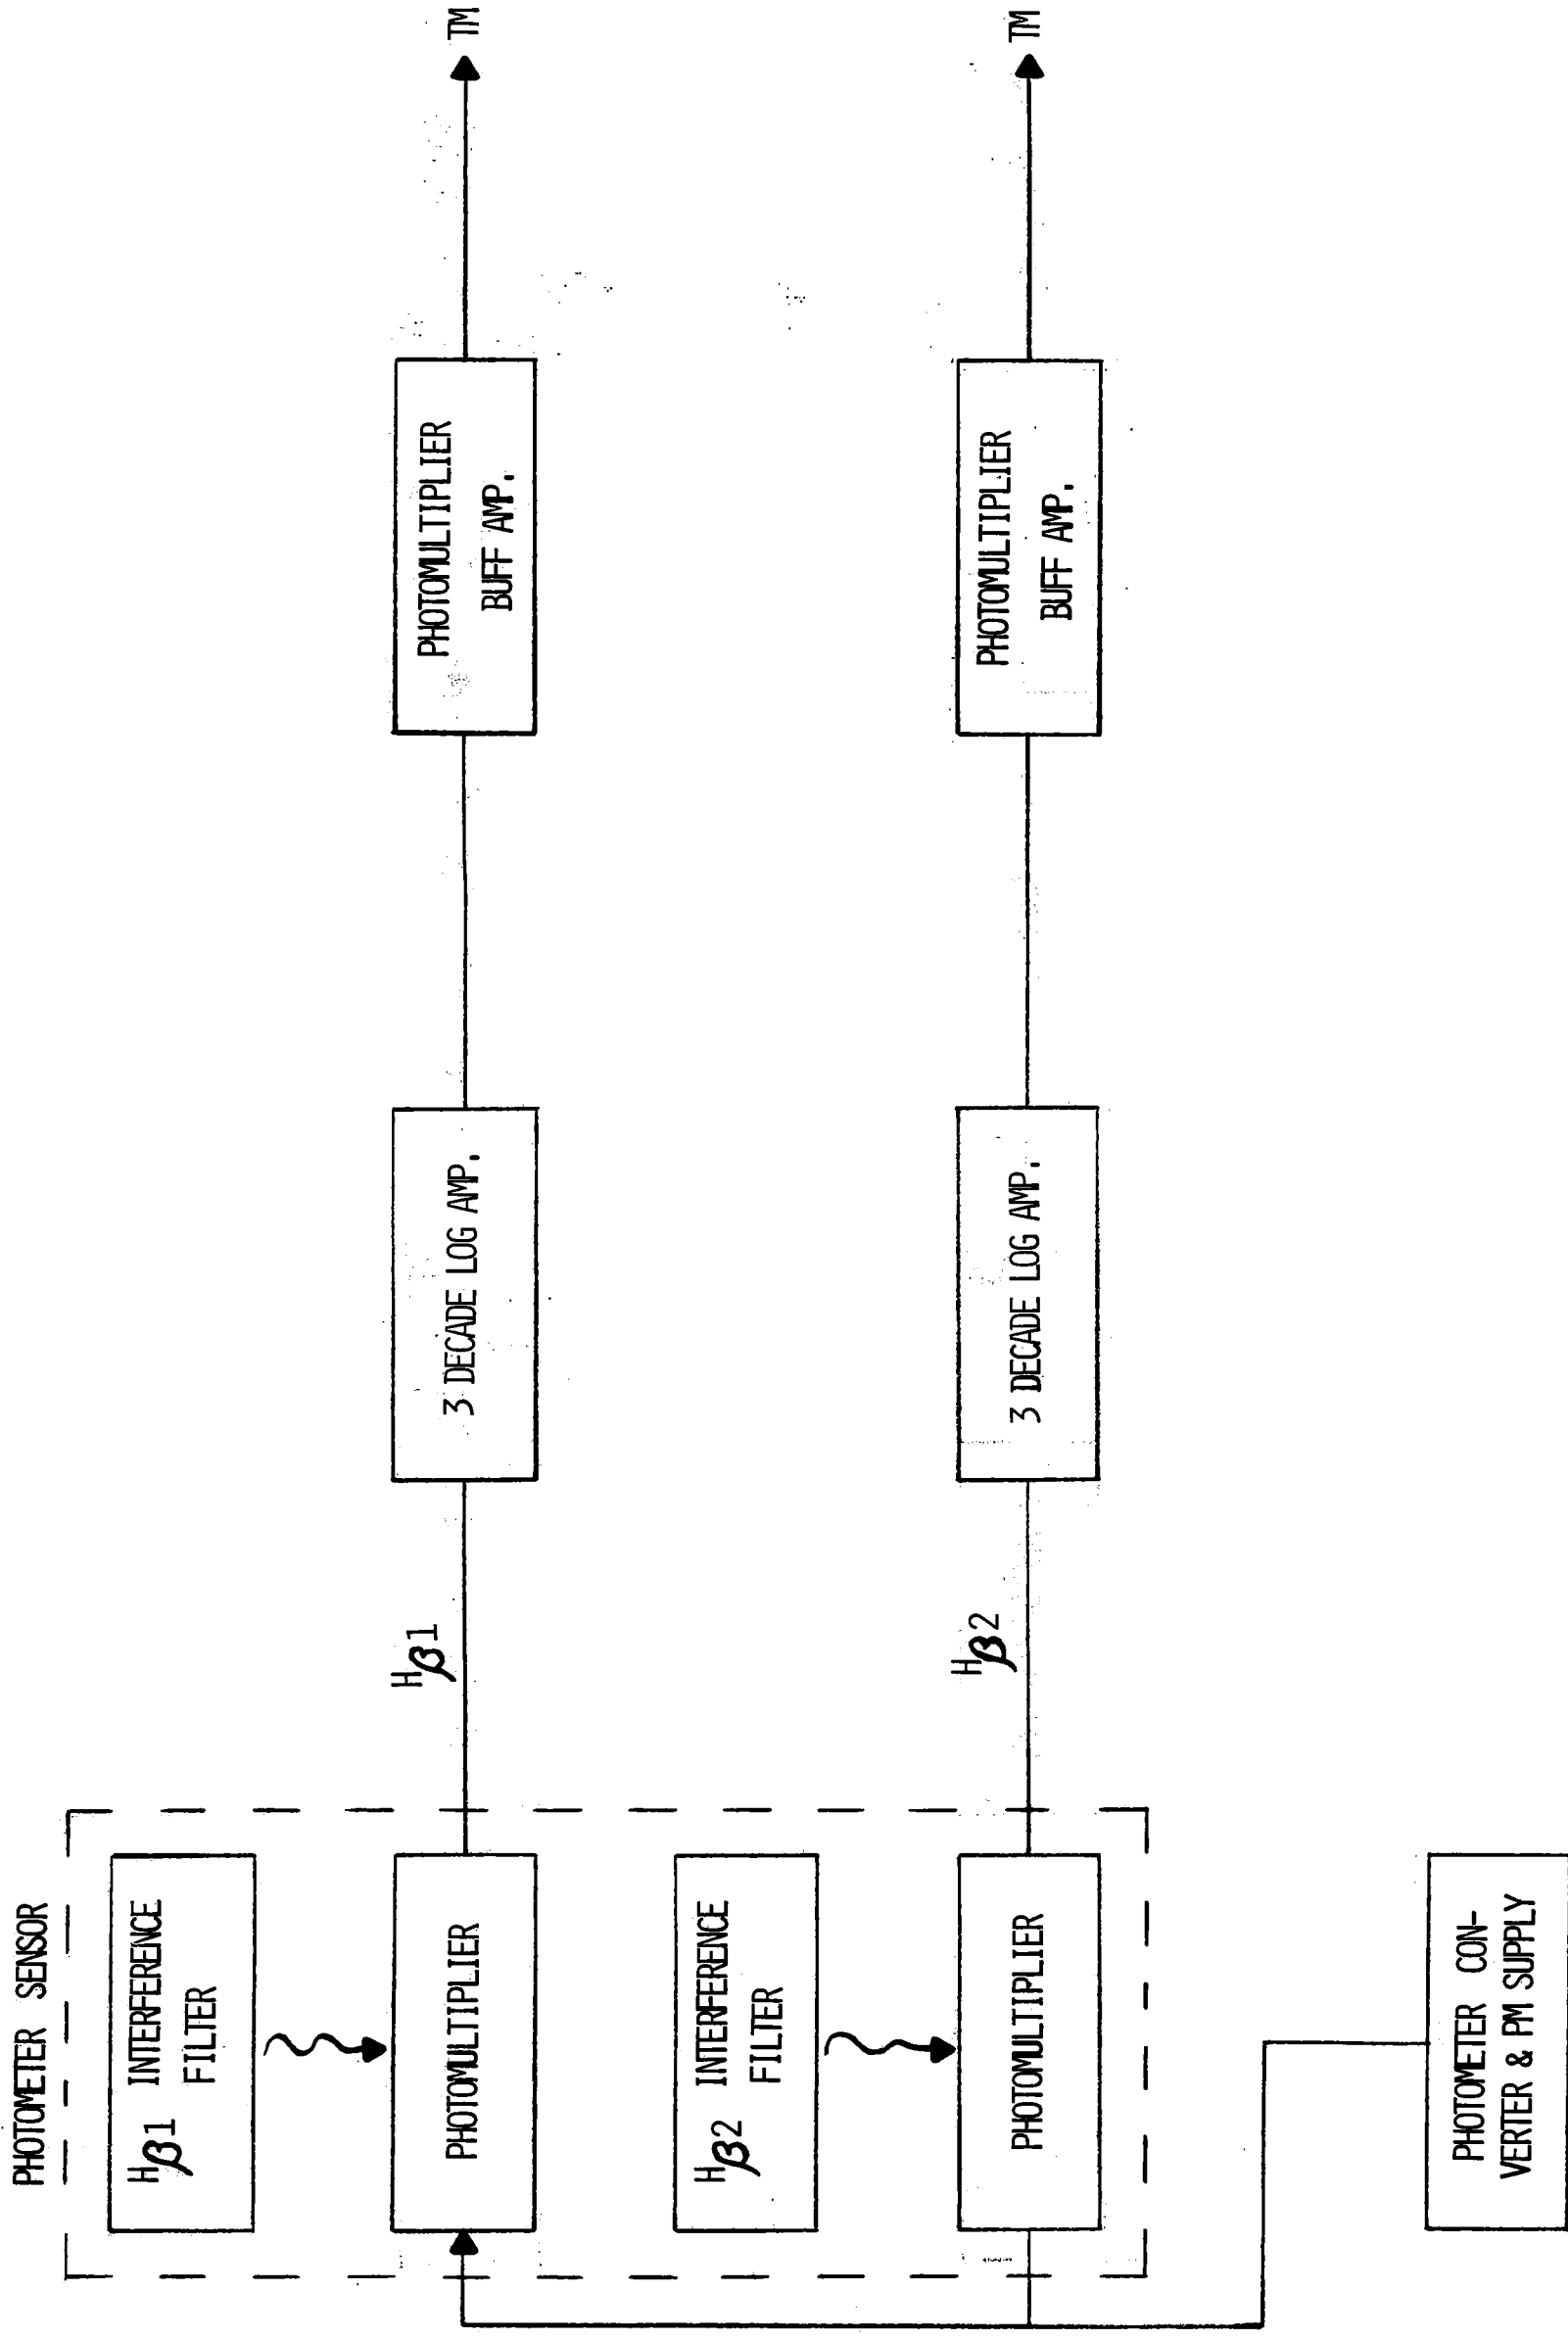 PHOTOMETER SENSOR
Hβ1 INTERFERENCE
FILTER
PHOTOMULTIPLIER
Hβ1
3 DECADE LOG AMP.
PHOTOMULTIPLIER
BUFF AMP.
TM
Hβ2 INTERFERENCE
FILTER
PHOTOMULTIPLIER
Hβ2
3 DECADE LOG AMP.
PHOTOMULTIPLIER
BUFF AMP.
TM
PHOTOMETER CON-
VERTER & PM SUPPLY